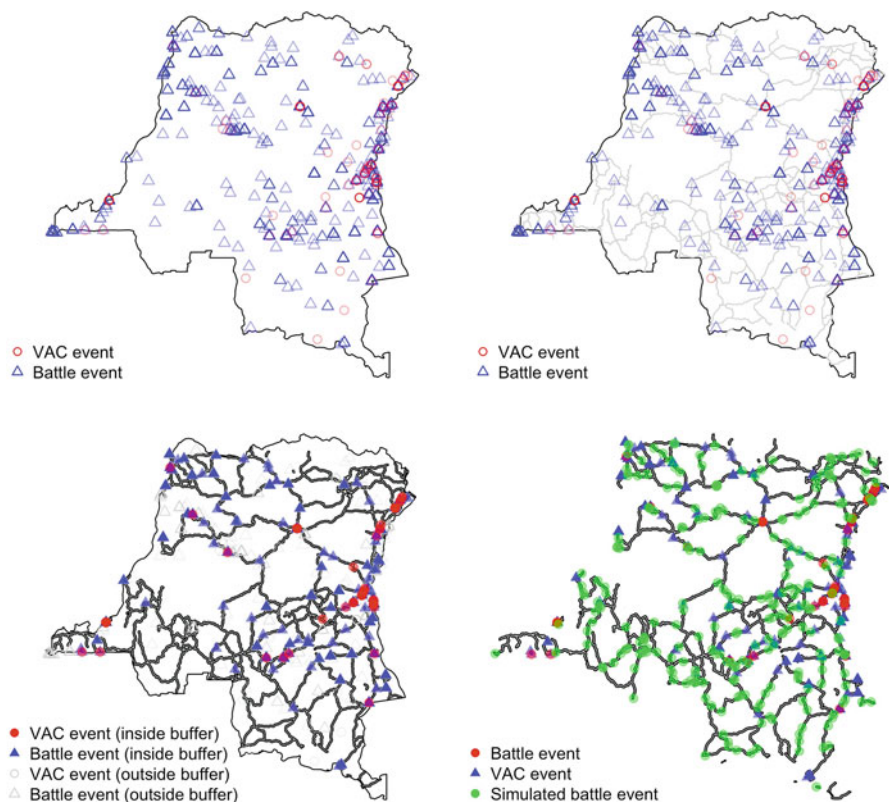 VAC event
Battle event
VAC event
Battle event
VAC event (inside buffer)
Battle event (inside buffer)
VAC event (outside buffer)
Battle event (outside buffer)
Battle event
VAC event
Simulated battle event